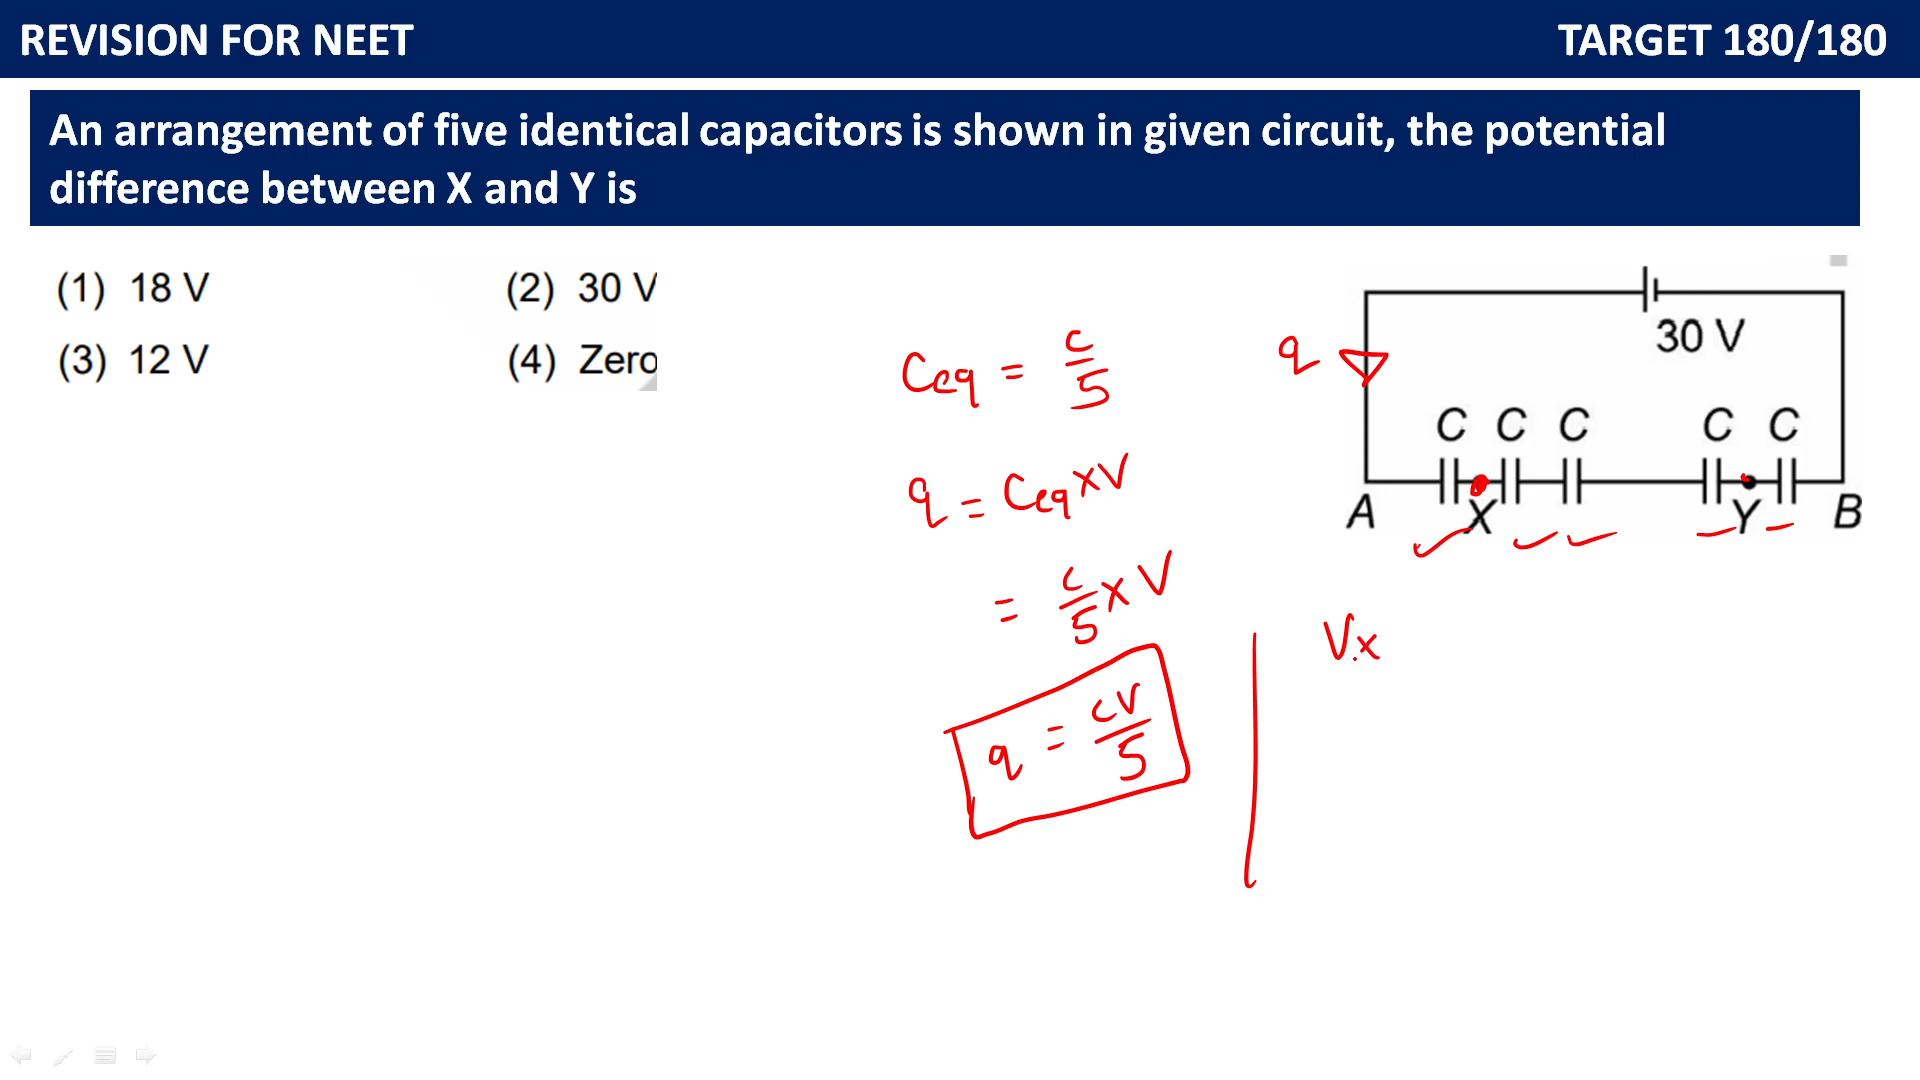 REVISION FOR NEET
TARGET 180/180
An arrangement of five identical capacitors is shown in given circuit, the potential
difference between X and Y is
(1) 18 V
(2) 30 V
(3) 12 V
(4) Zero
Ceq = C/5
q = Ceq × V
= C/5 × V
q = CV/5
q
30 V
C C C C C
A X Y B
Vx